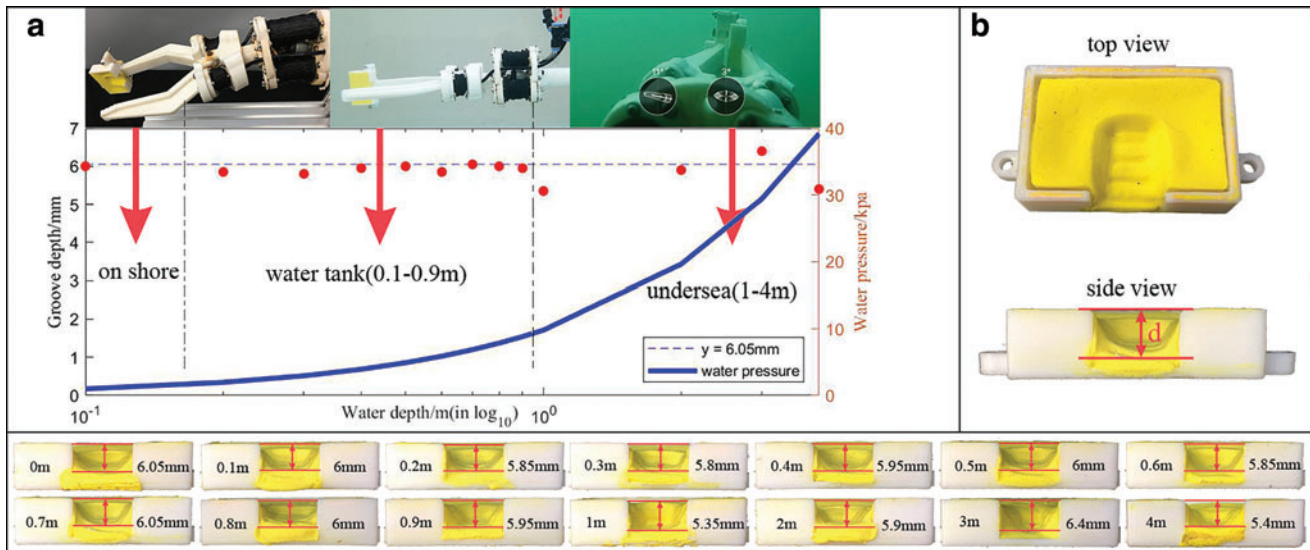 a
11°
3°
7
6
5
4
3
2
1
0
Groove depth/mm
40
30
20
10
0
Water pressure/kpa
on shore
water tank(0.1-0.9m)
undersea(1-4m)
y = 6.05mm
water pressure
10⁻¹
Water depth/m(in log₁₀)
10⁰
b
top view
side view
d
0m 6.05mm
0.1m 6mm
0.2m 5.85mm
0.3m 5.8mm
0.4m 5.95mm
0.5m 6mm
0.6m 5.85mm
0.7m 6.05mm
0.8m 6mm
0.9m 5.95mm
1m 5.35mm
2m 5.9mm
3m 6.4mm
4m 5.4mm